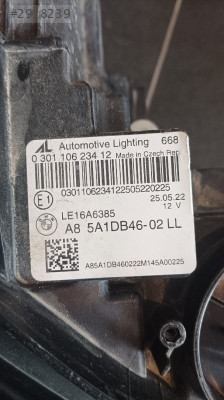 AL Automotive Lighting 668
0 301 106 234 12 Made in Czech Rep
0301106234122505220225
25.05.22
E1
12 V
LE16A6385
A8 5A1DB46-02 LL
A85A1DB460222M145A00225